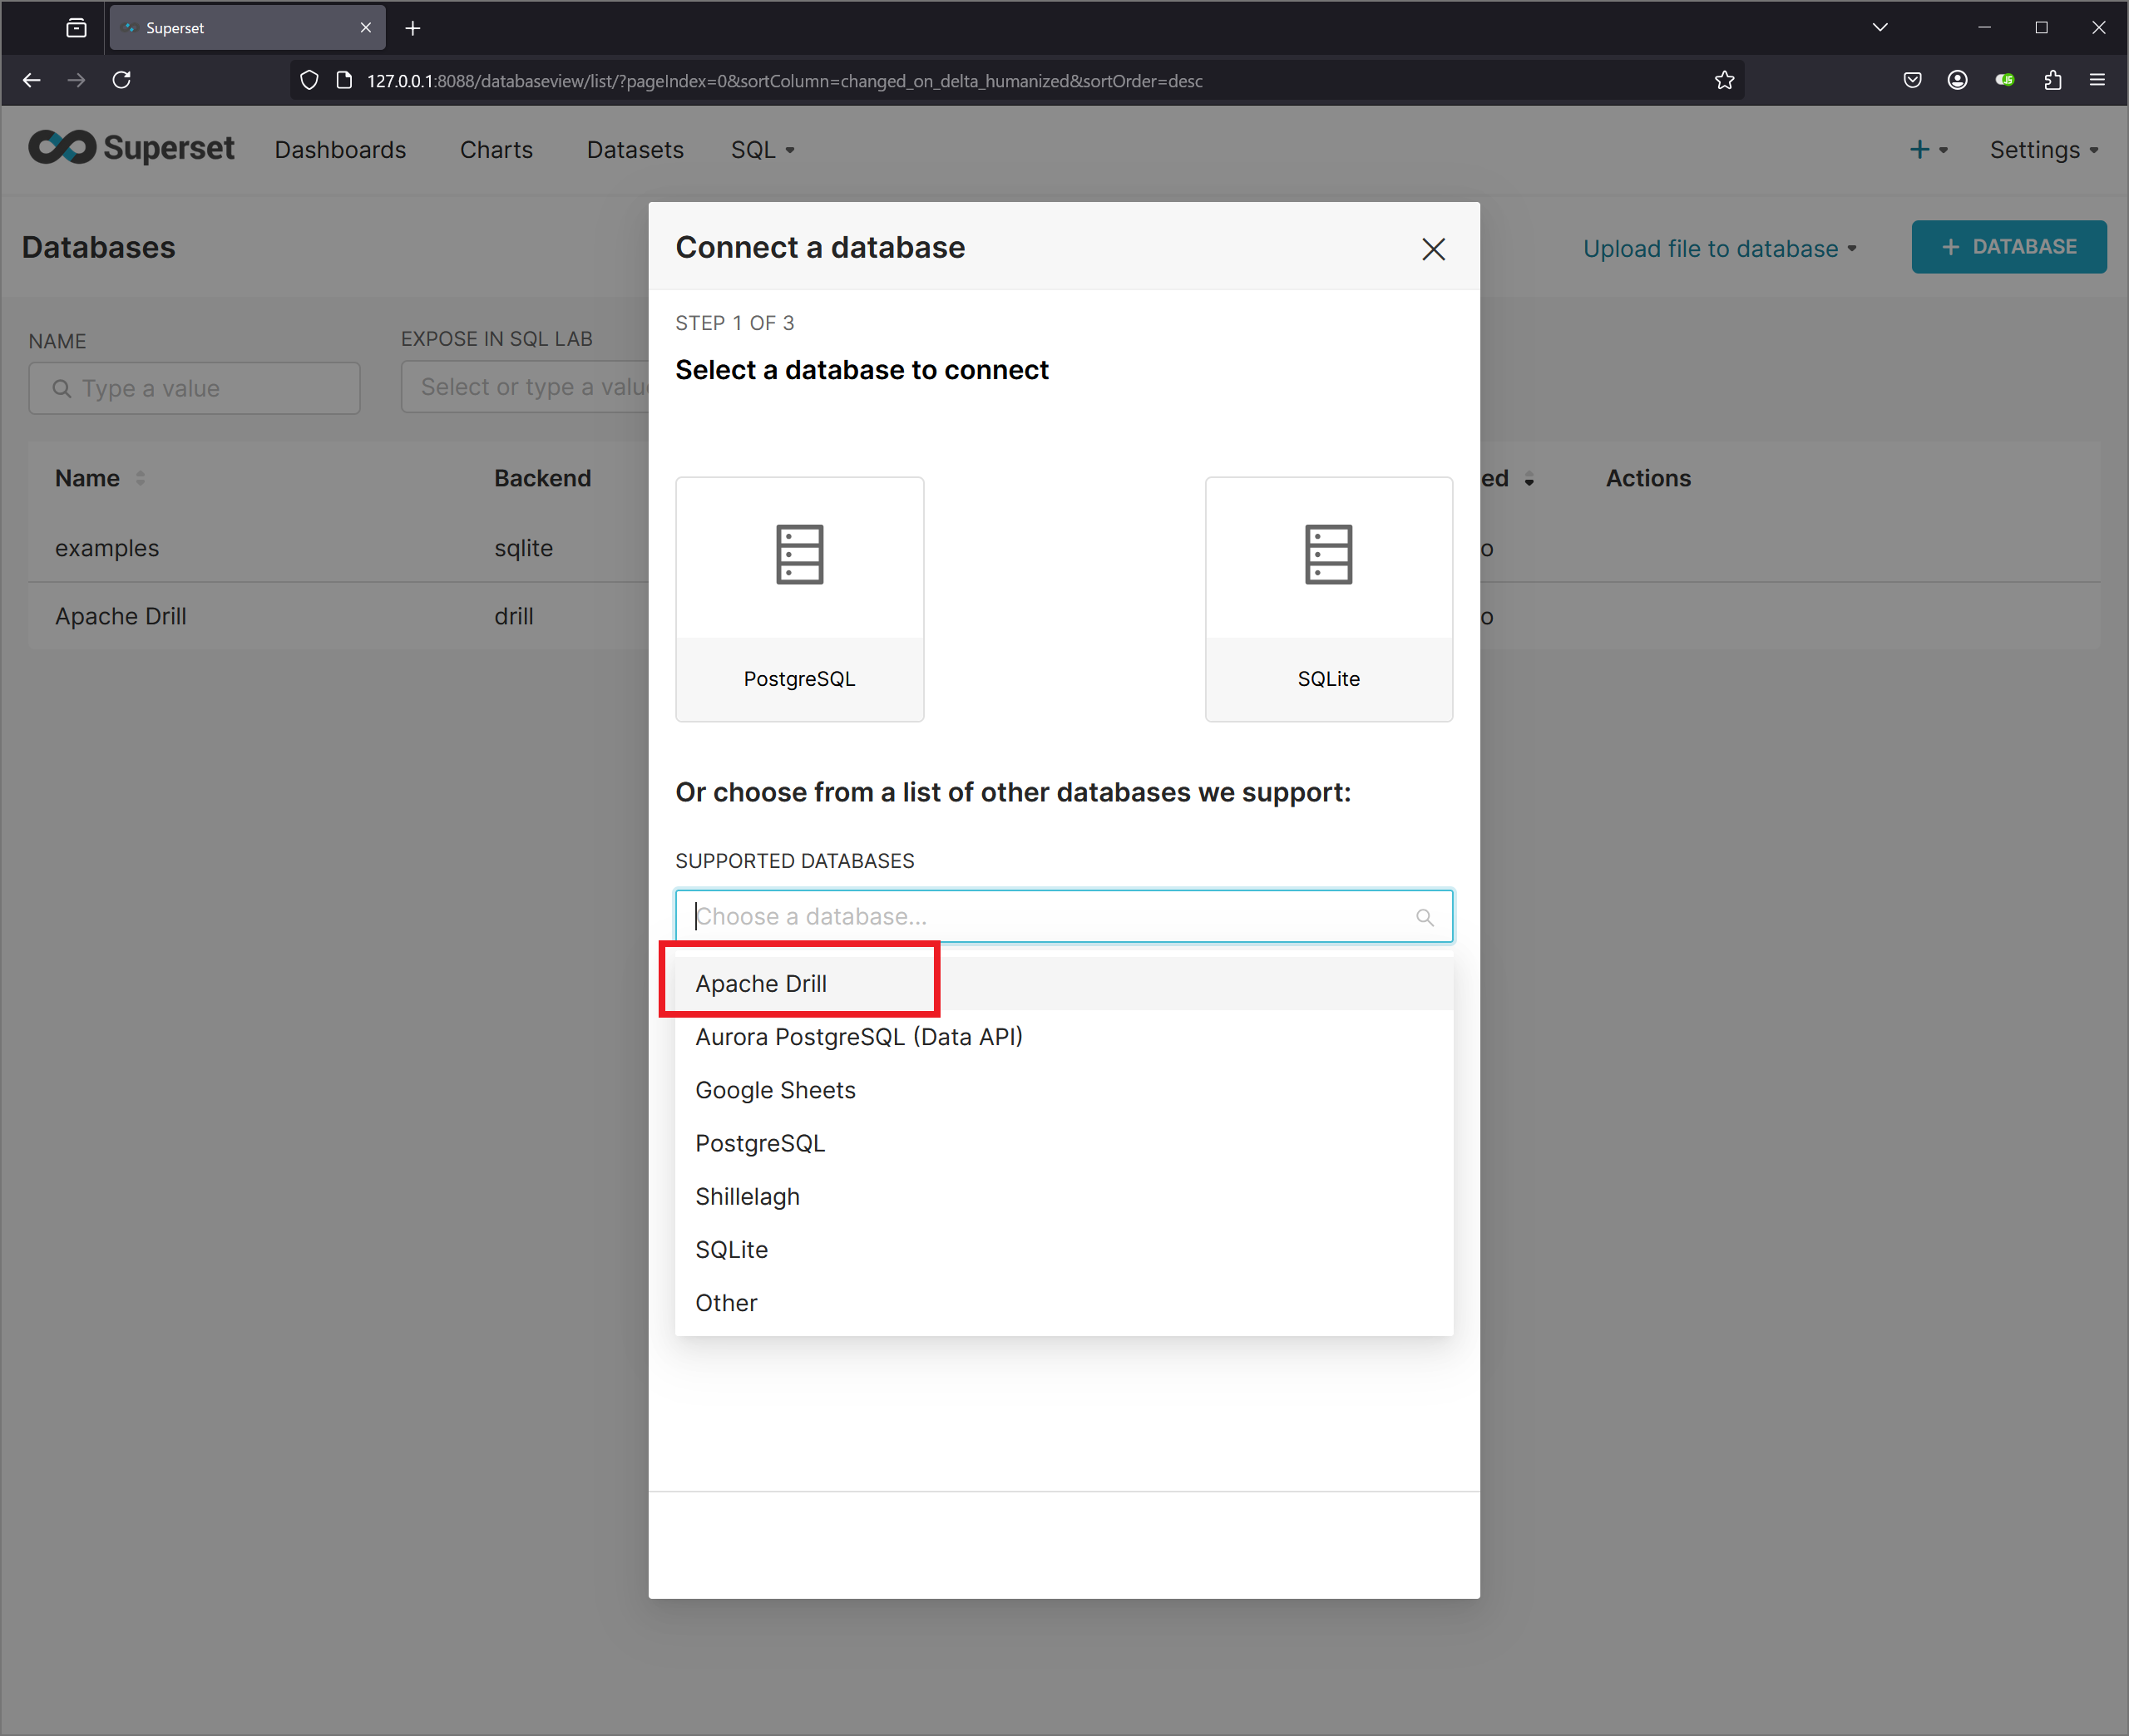 Superset
127.0.0.1:8088/databaseview/list/?pageIndex=0&sortColumn=changed_on_delta_humanized&sortOrder=desc
JS
Superset Dashboards Charts Datasets SQL Settings
Databases
Upload file to database + DATABASE
NAME
EXPOSE IN SQL LAB
Type a value
Select or type a valu
Name Backend ed Actions
examples sqlite o
Apache Drill drill o
Connect a database
STEP 1 OF 3
Select a database to connect
PostgreSQL
SQLite
Or choose from a list of other databases we support:
SUPPORTED DATABASES
Choose a database...
Apache Drill
Aurora PostgreSQL (Data API)
Google Sheets
PostgreSQL
Shillelagh
SQLite
Other